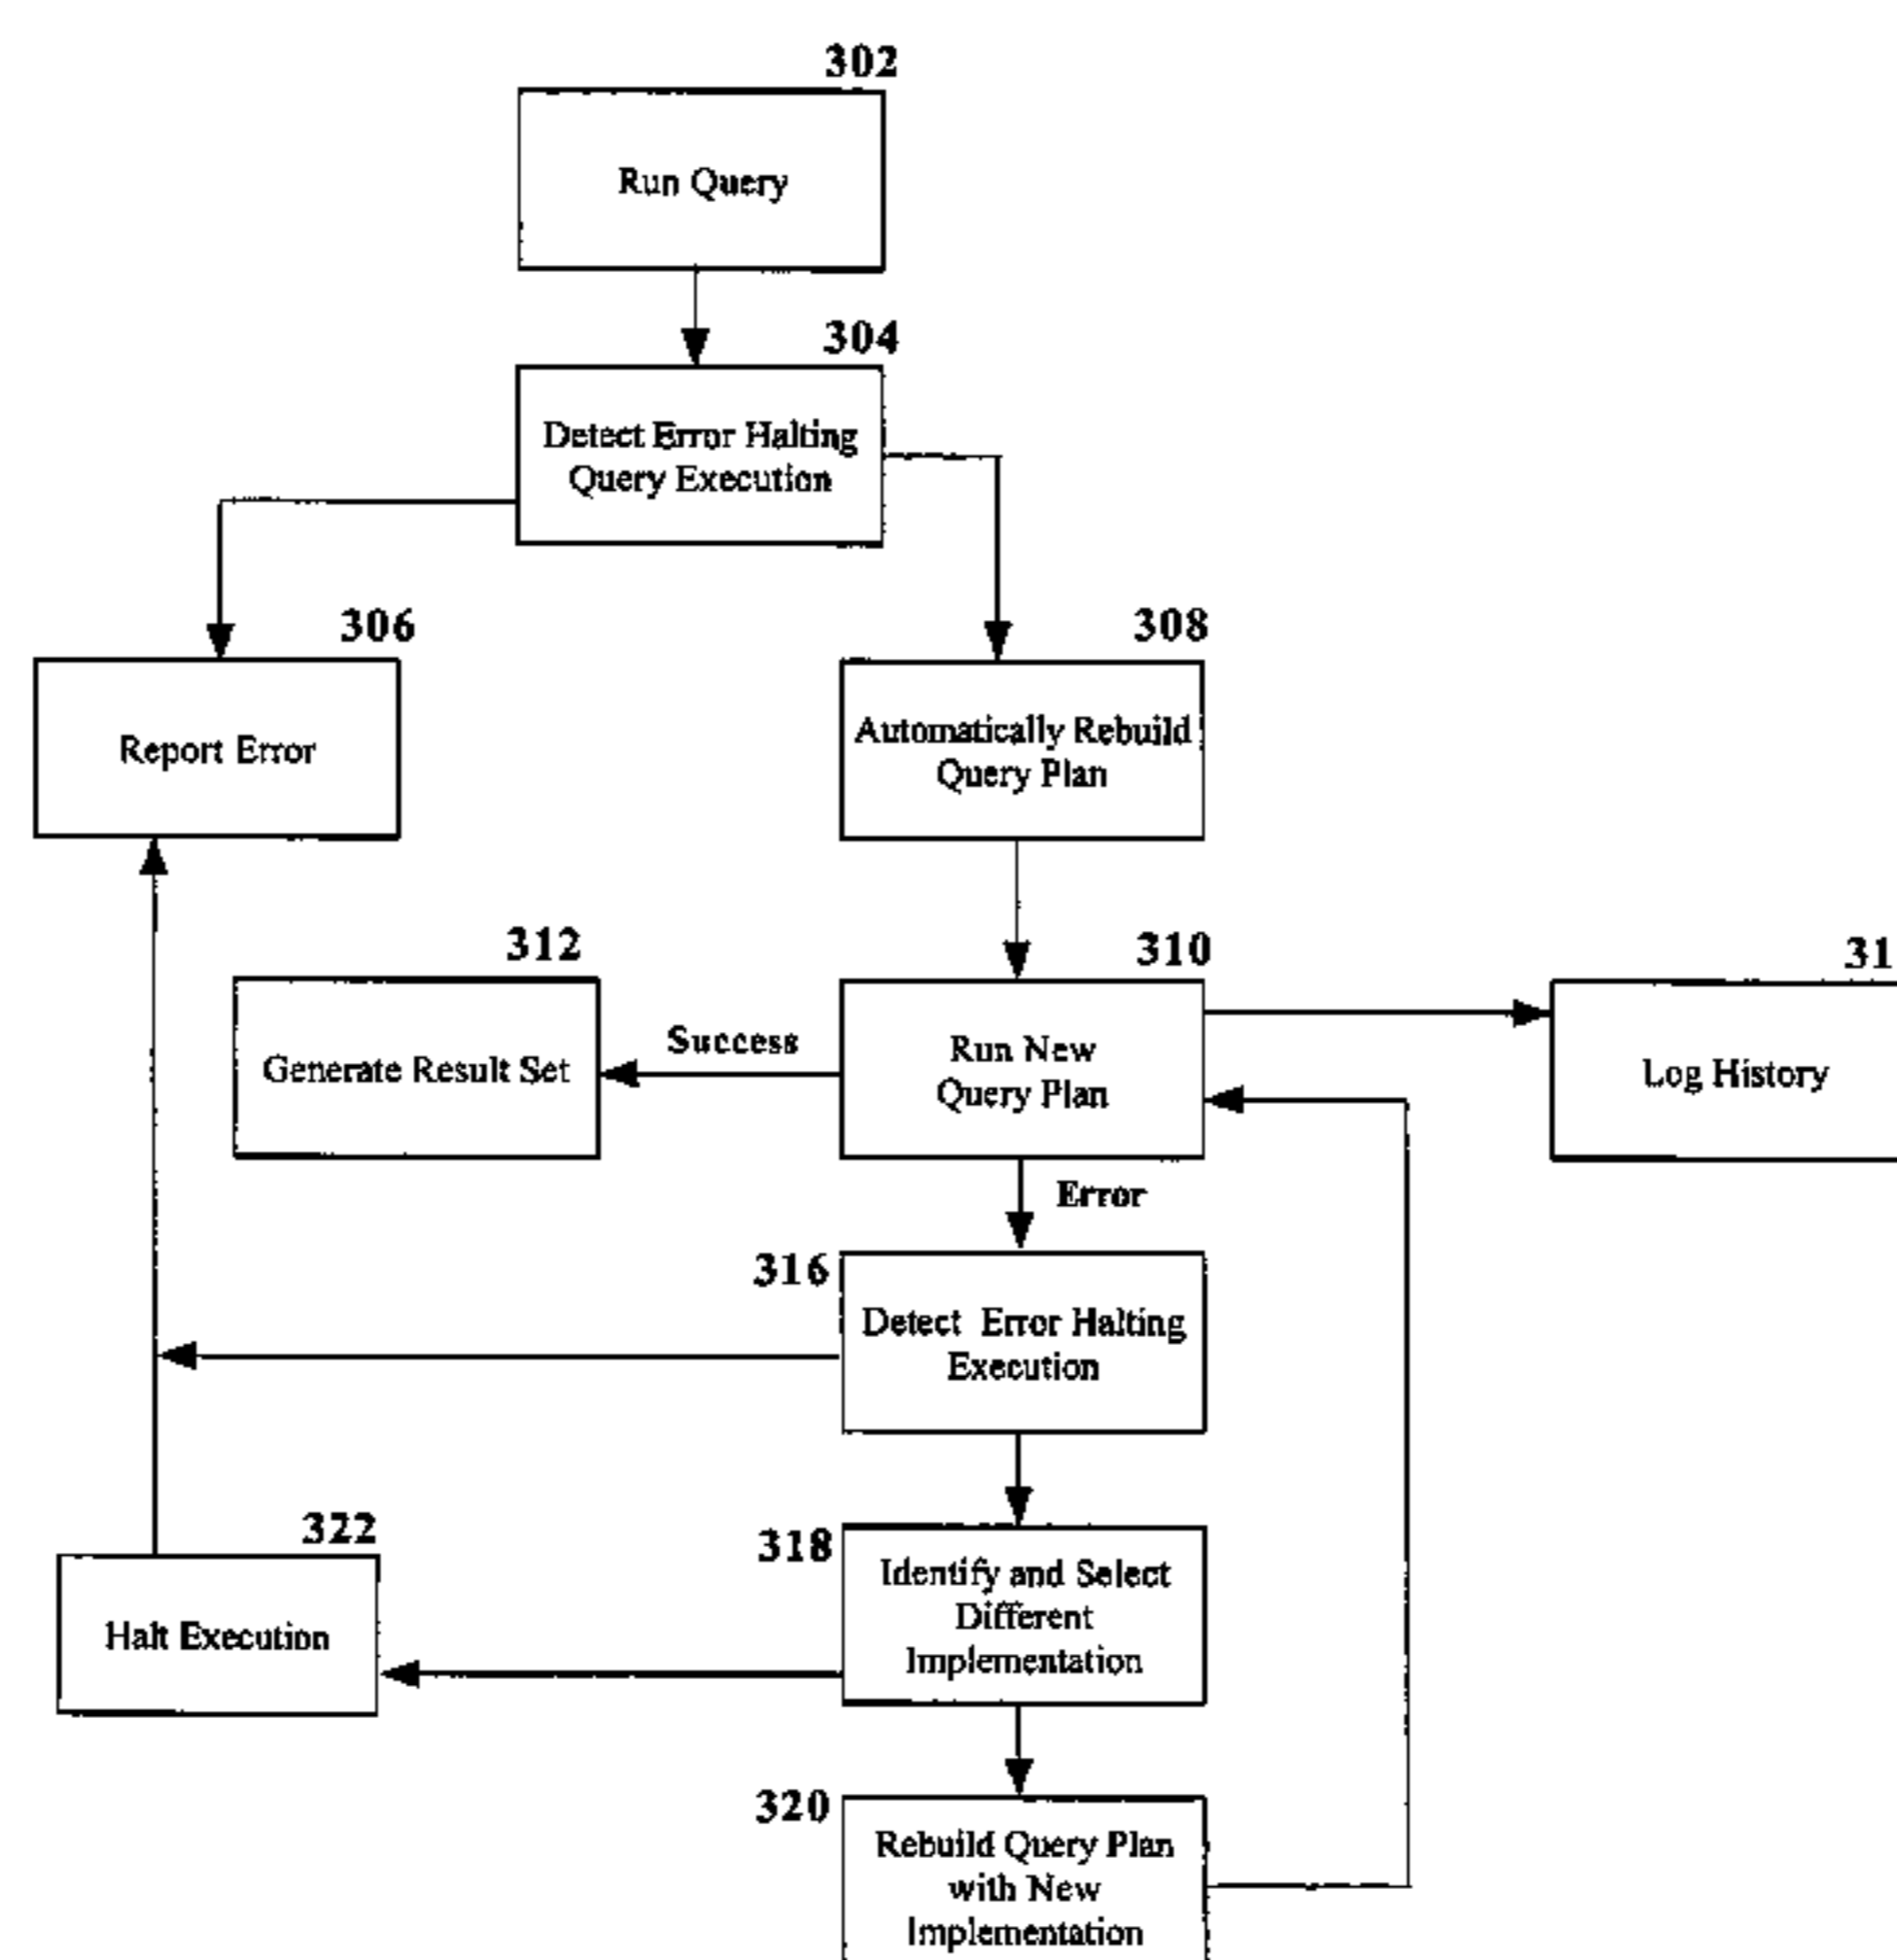 302
Run Query
304
Detect Error Halting
Query Execution
306
Report Error
308
Automatically Rebuild
Query Plan
312
Generate Result Set
Success
310
Run New
Query Plan
31
Log History
Error
316
Detect Error Halting
Execution
322
Halt Execution
318
Identify and Select
Different
Implementation
320
Rebuild Query Plan
with New
Implementation